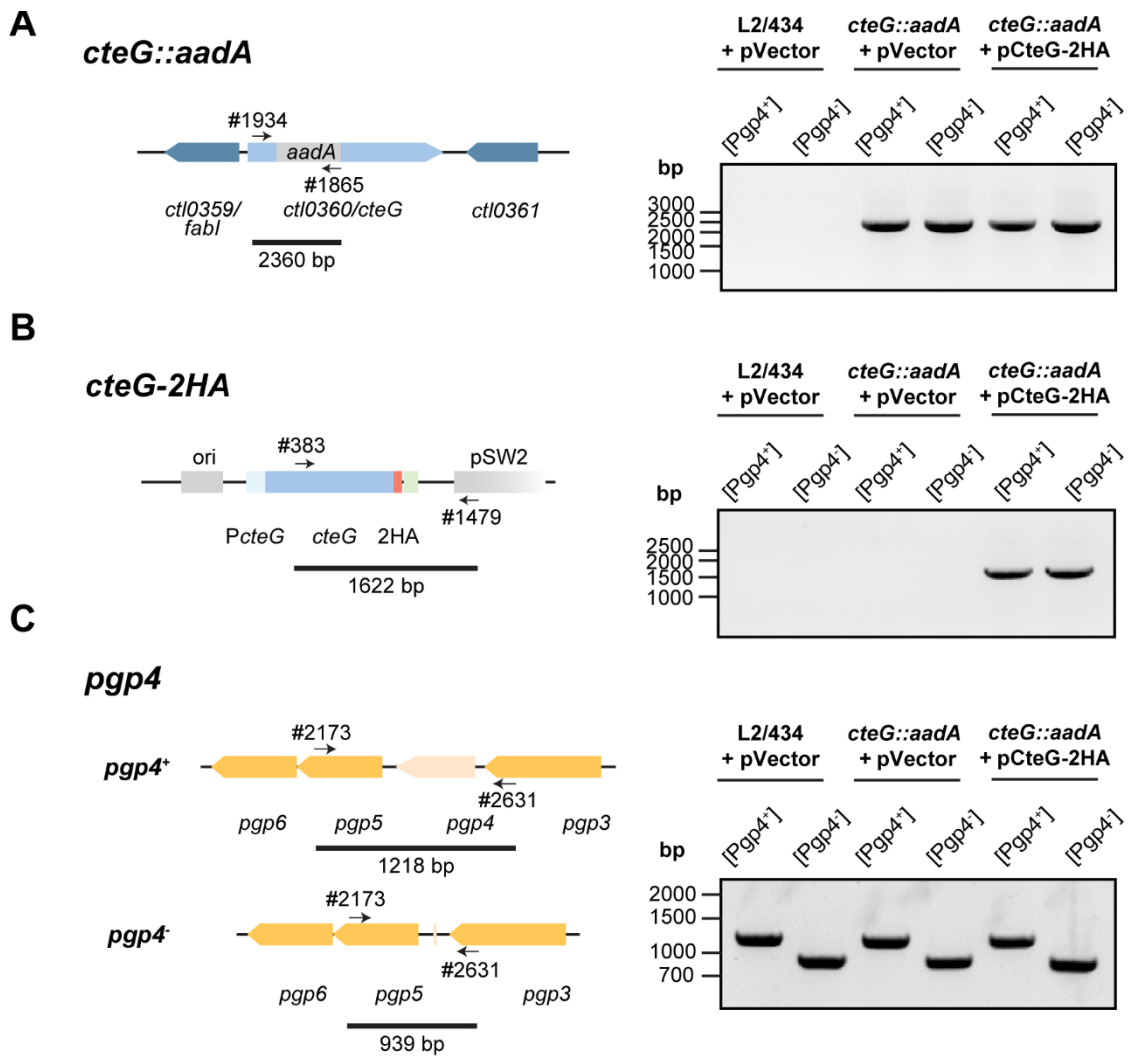 A
cteG::aadA
#1934
aadA
#1865
ctl0359/
fabI
ctl0360/cteG
ctl0361
2360 bp
L2/434
+ pVector
cteG::aadA
+ pVector
cteG::aadA
+ pCteG-2HA
[Pgp4⁺]
[Pgp4⁻]
[Pgp4⁺]
[Pgp4⁻]
[Pgp4⁺]
[Pgp4⁻]
bp
3000
2500
2000
1500
1000
B
cteG-2HA
#383
ori
pSW2
#1479
PcteG
cteG
2HA
1622 bp
L2/434
+ pVector
cteG::aadA
+ pVector
cteG::aadA
+ pCteG-2HA
[Pgp4⁺]
[Pgp4⁻]
[Pgp4⁺]
[Pgp4⁻]
[Pgp4⁺]
[Pgp4⁻]
bp
2500
2000
1500
1000
C
pgp4
#2173
pgp4⁺
#2631
pgp6
pgp5
pgp4
pgp3
1218 bp
#2173
pgp4⁻
#2631
pgp6
pgp5
pgp3
939 bp
L2/434
+ pVector
cteG::aadA
+ pVector
cteG::aadA
+ pCteG-2HA
[Pgp4⁺]
[Pgp4⁻]
[Pgp4⁺]
[Pgp4⁻]
[Pgp4⁺]
[Pgp4⁻]
bp
2000
1500
1000
700